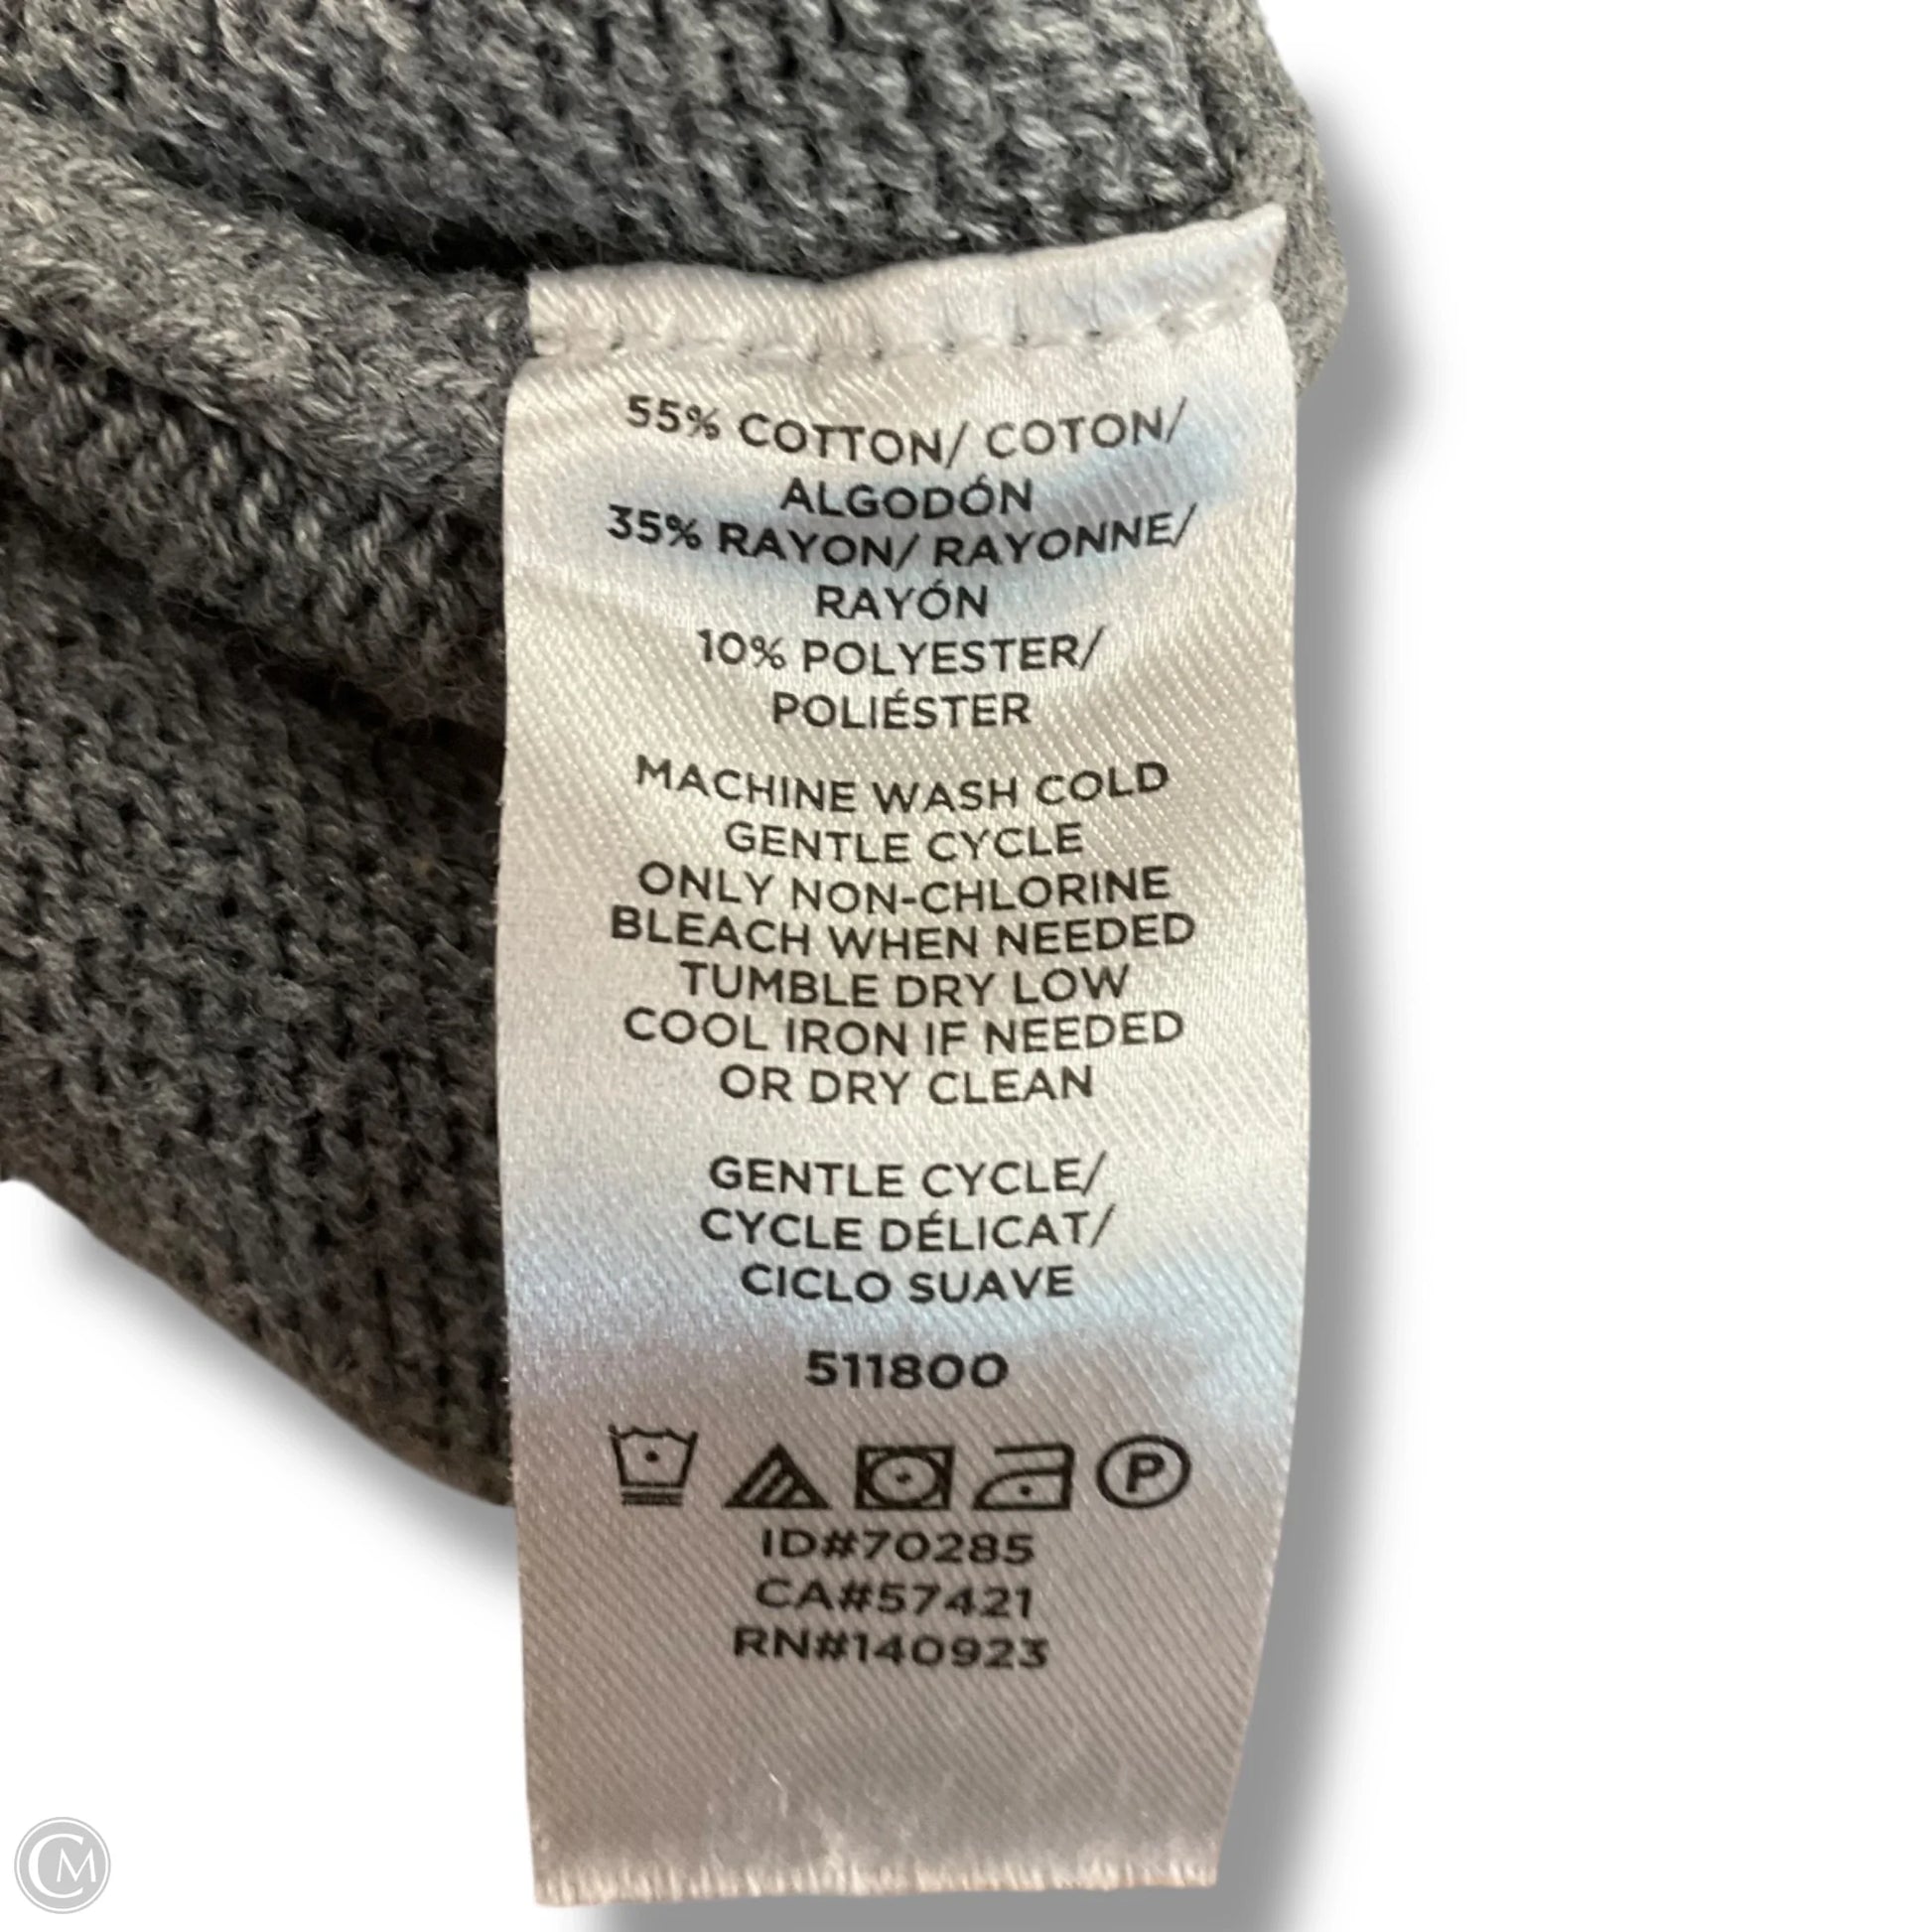 55% COTTON/ COTON/
ALGODÓN
35% RAYON/ RAYONNE/
RAYÓN
10% POLYESTER/
POLIÉSTER
MACHINE WASH COLD
GENTLE CYCLE
ONLY NON-CHLORINE
BLEACH WHEN NEEDED
TUMBLE DRY LOW
COOL IRON IF NEEDED
OR DRY CLEAN
GENTLE CYCLE/
CYCLE DÉLICAT/
CICLO SUAVE
511800
P
ID#70285
CA#57421
RN#140923
CM